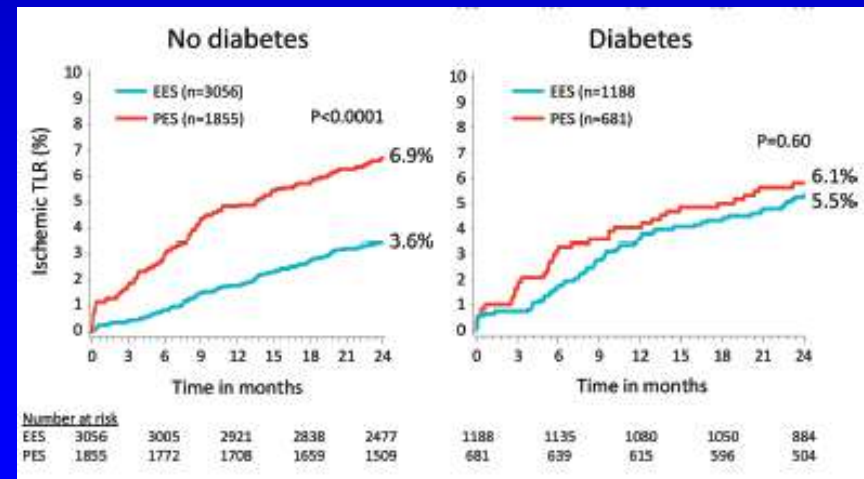 No diabetes
Diabetes
Ischemic TLR (%)
10
9
8
7
6
5
4
3
2
1
0
EES (n=3056)
PES (n=1855)
P<0.0001
6.9%
3.6%
0 3 6 9 12 15 18 21 24
Time in months
10
9
8
7
6
5
4
3
2
1
0
EES (n=1188
PES (n=681)
P=0.60
6.1%
5.5%
0 3 6 9 12 15 18 21 24
Time in months
Number at risk
EES 3056 3005 2921 2838 2477 1188 1135 1080 1050 884
PES 1855 1772 1708 1659 1509 681 639 615 596 504